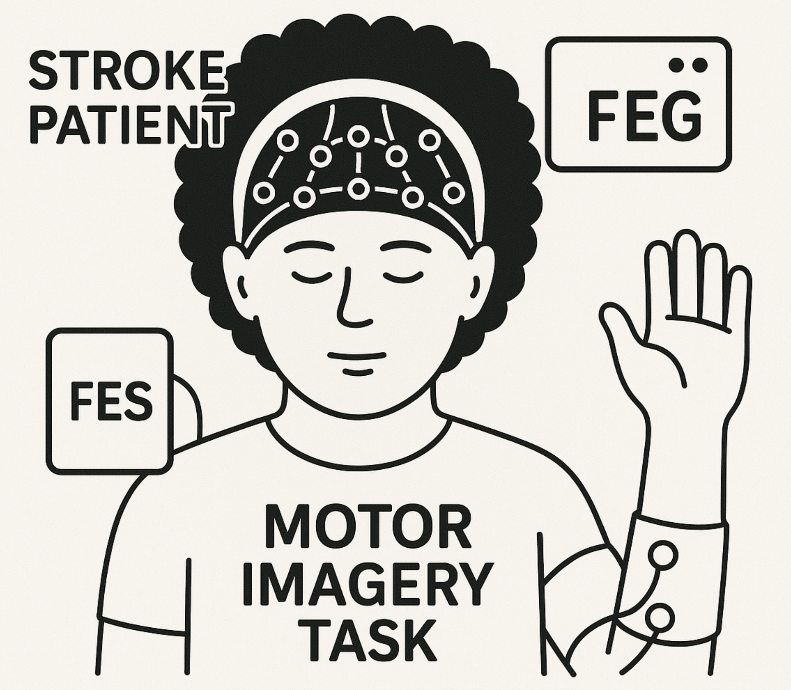 STROKE
PATIENT
FEG
FES
MOTOR
IMAGERY
TASK